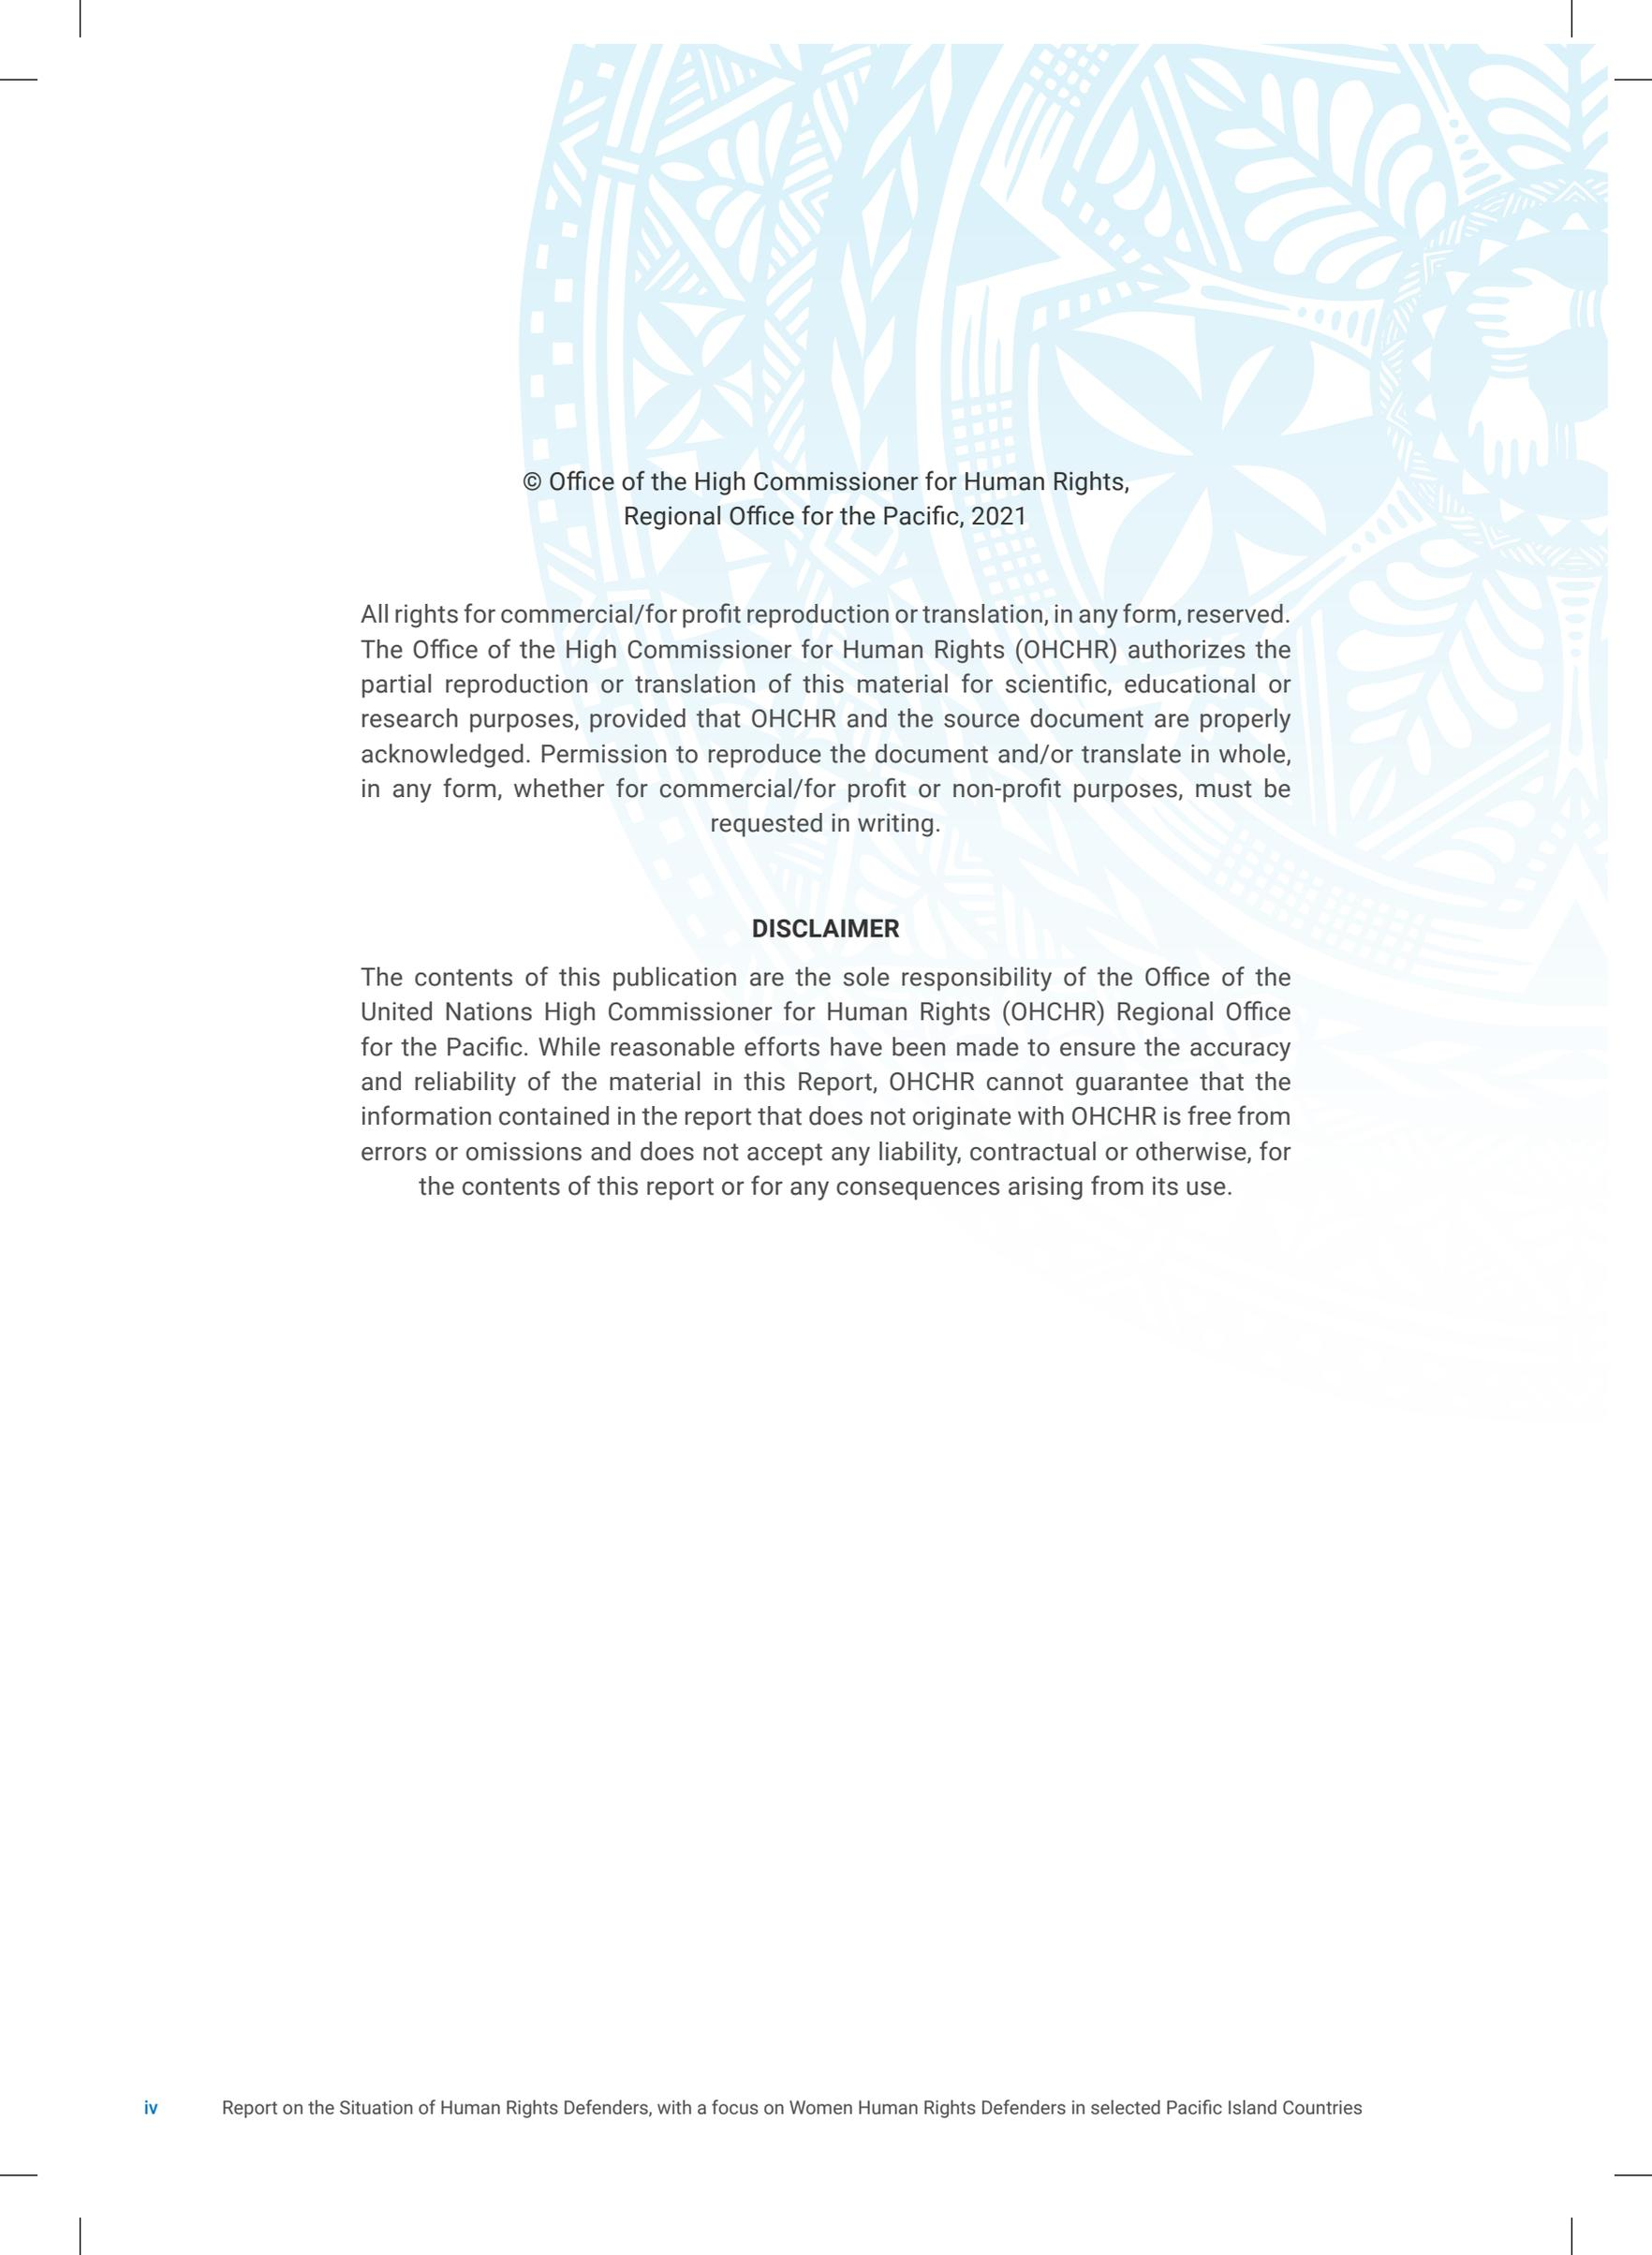 © Office of the High Commissioner for Human Rights,
Regional Office for the Pacific, 2021
All rights for commercial/for profit reproduction or translation, in any form, reserved.
The Office of the High Commissioner for Human Rights (OHCHR) authorizes the
partial reproduction or translation of this material for scientific, educational or
research purposes, provided that OHCHR and the source document are properly
acknowledged. Permission to reproduce the document and/or translate in whole,
in any form, whether for commercial/for profit or non-profit purposes, must be
requested in writing.
DISCLAIMER
The contents of this publication are the sole responsibility of the Office of the
United Nations High Commissioner for Human Rights (OHCHR) Regional Office
for the Pacific. While reasonable efforts have been made to ensure the accuracy
and reliability of the material in this Report, OHCHR cannot guarantee that the
information contained in the report that does not originate with OHCHR is free from
errors or omissions and does not accept any liability, contractual or otherwise, for
the contents of this report or for any consequences arising from its use.
iv Report on the Situation of Human Rights Defenders, with a focus on Women Human Rights Defenders in selected Pacific Island Countries